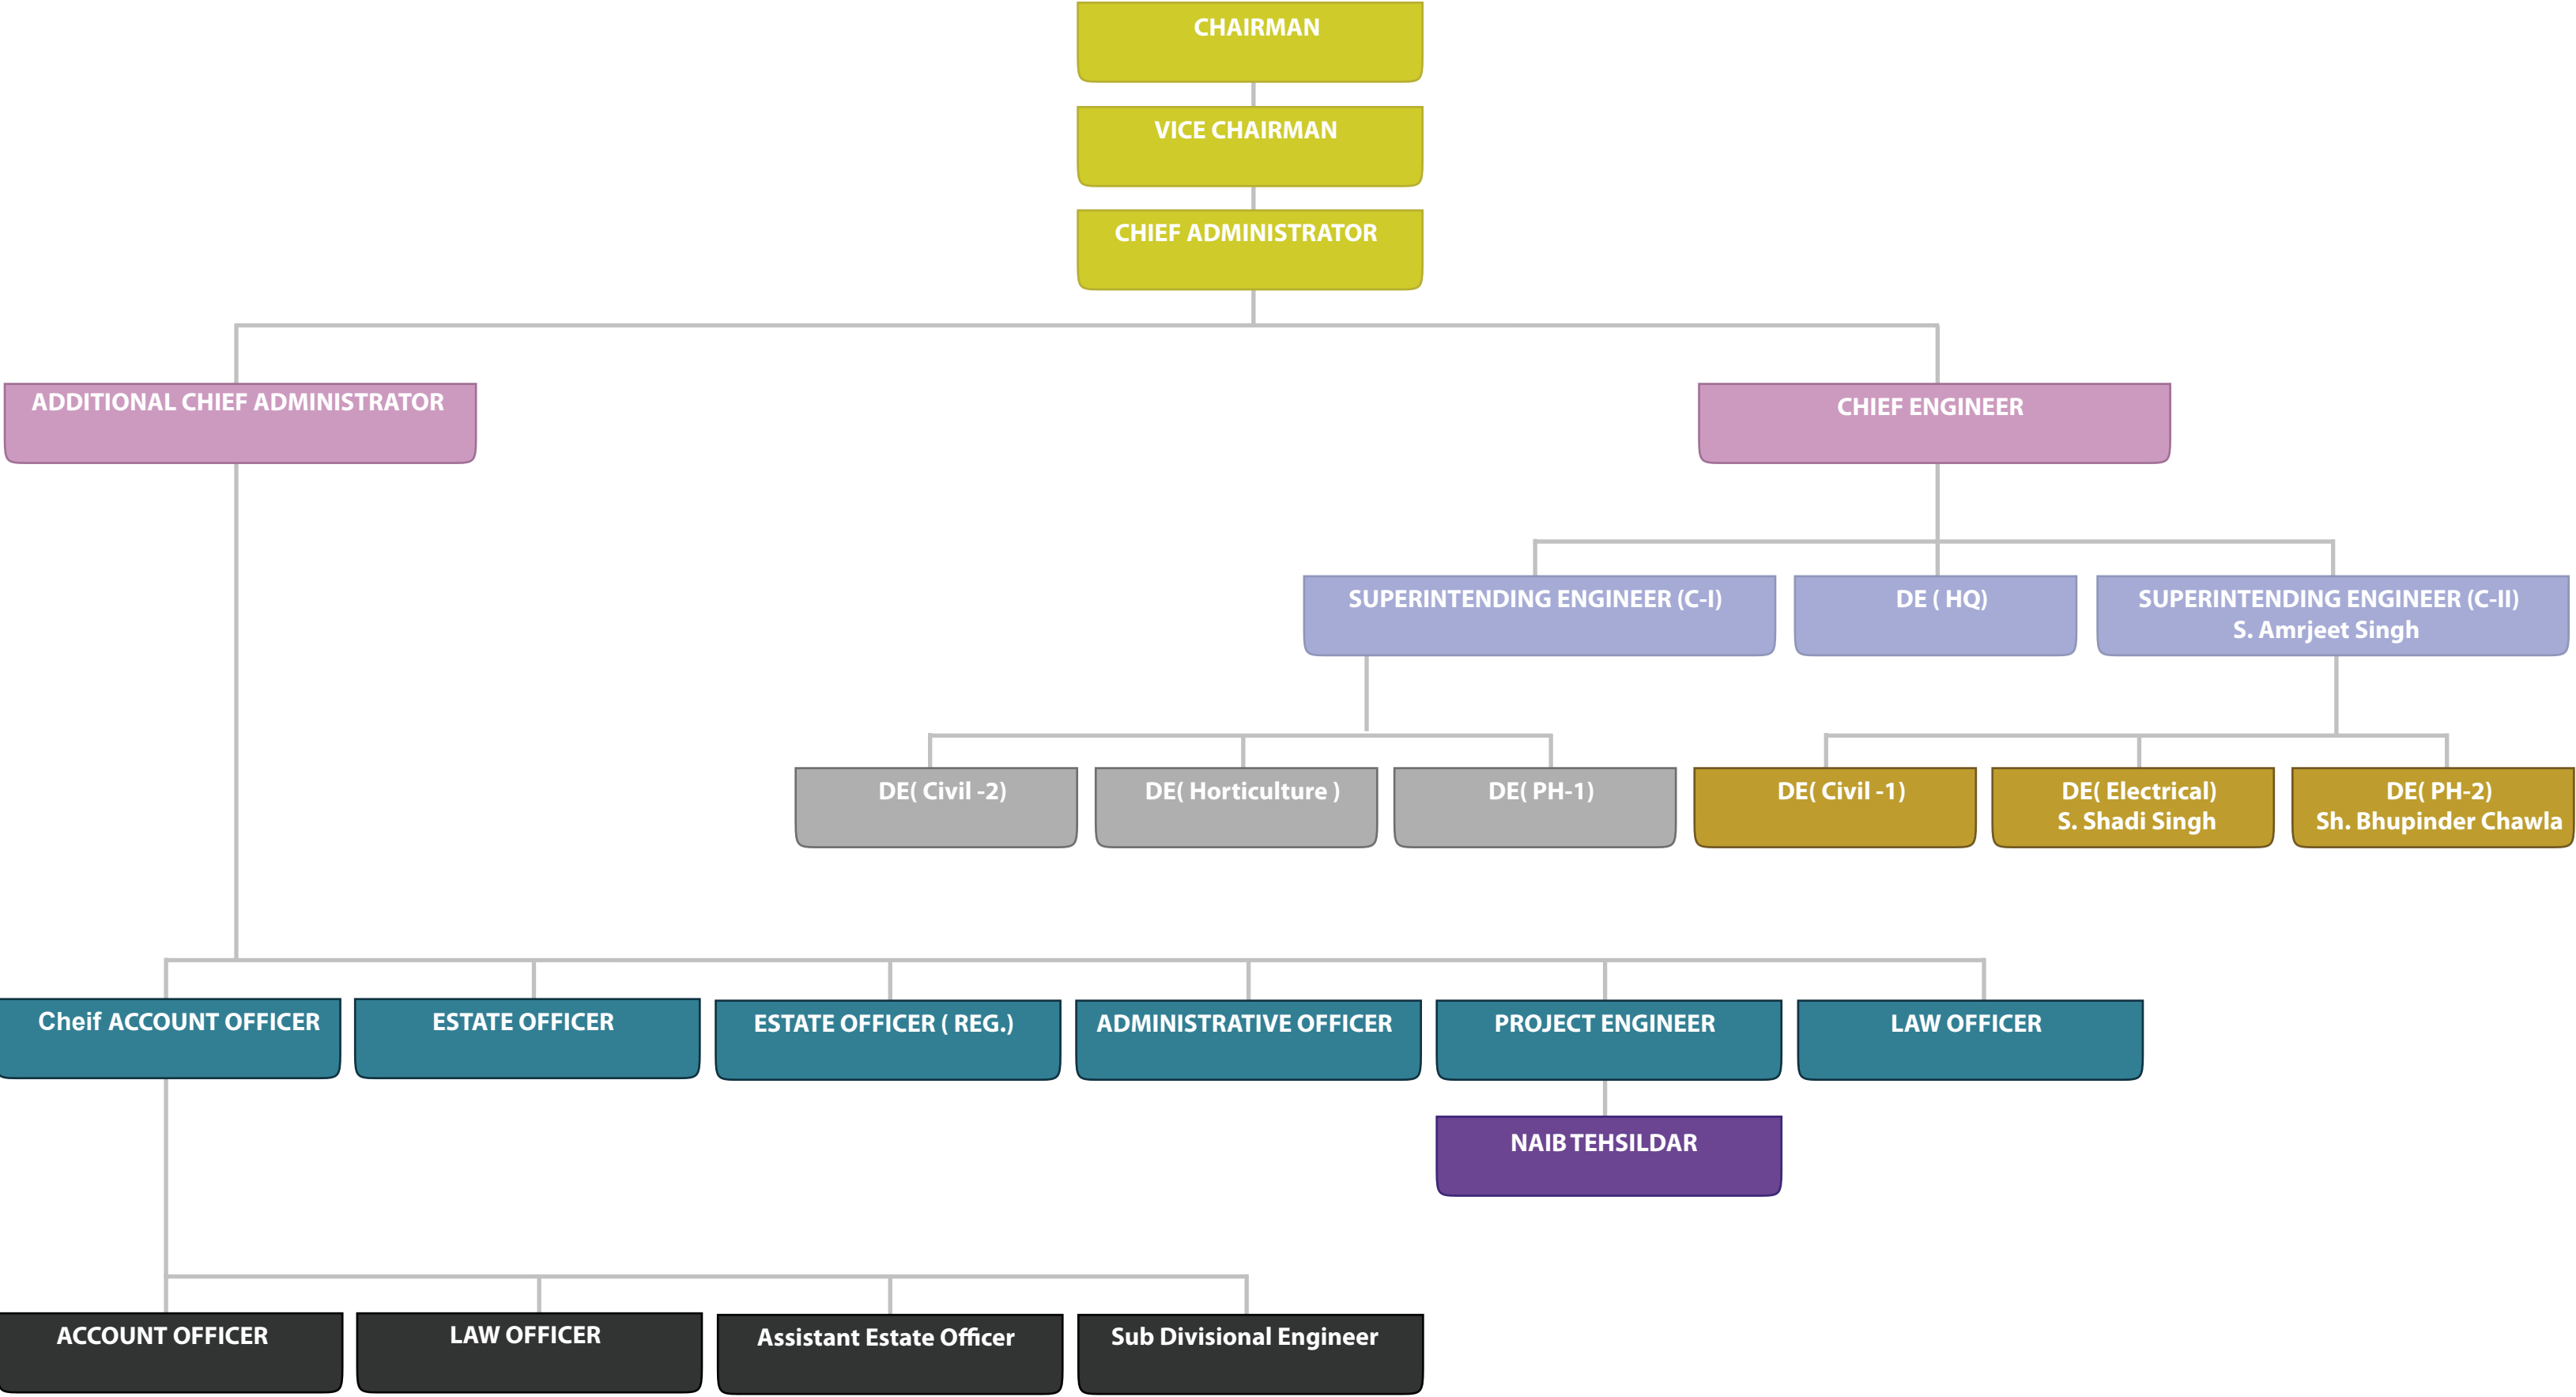 CHAIRMAN
VICE CHAIRMAN
CHIEF ADMINISTRATOR
ADDITIONAL CHIEF ADMINISTRATOR
CHIEF ENGINEER
SUPERINTENDING ENGINEER (C-I)
DE ( HQ)
SUPERINTENDING ENGINEER (C-II)
S. Amrjeet Singh
DE( Civil -2)
DE( Horticulture )
DE( PH-1)
DE( Civil -1)
DE( Electrical)
S. Shadi Singh
DE( PH-2)
Sh. Bhupinder Chawla
Cheif ACCOUNT OFFICER
ESTATE OFFICER
ESTATE OFFICER ( REG.)
ADMINISTRATIVE OFFICER
PROJECT ENGINEER
LAW OFFICER
NAIB TEHSILDAR
ACCOUNT OFFICER
LAW OFFICER
Assistant Estate Officer
Sub Divisional Engineer